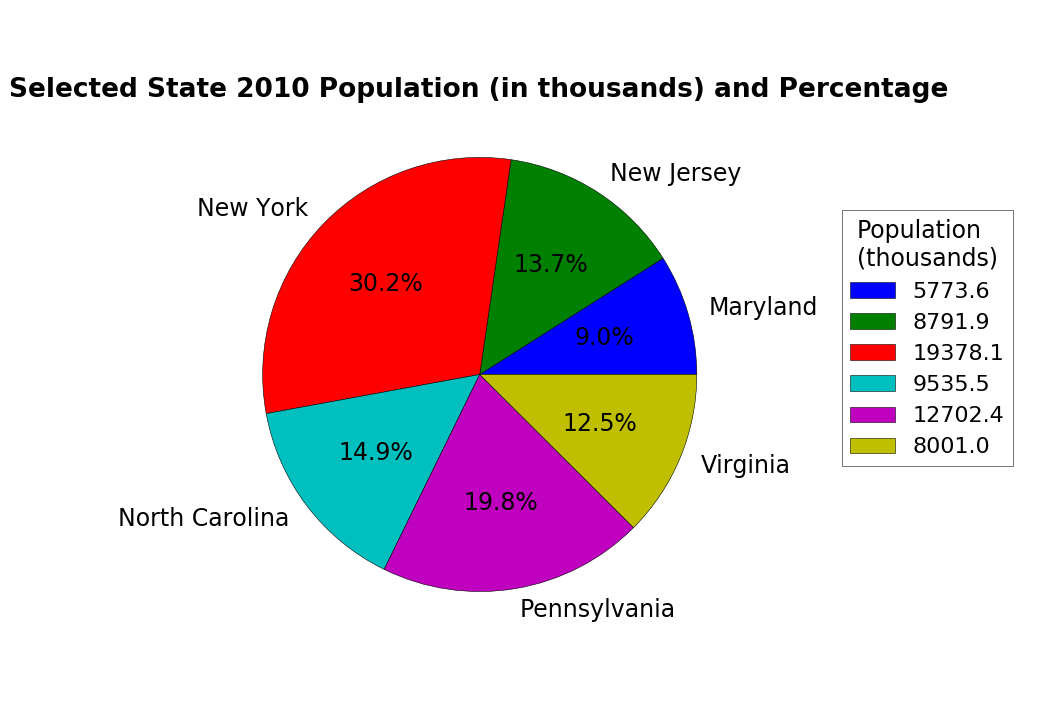 Selected State 2010 Population (in thousands) and Percentage
New Jersey
New York
Maryland
13.7%
30.2%
9.0%
12.5%
14.9%
Virginia
19.8%
North Carolina
Pennsylvania
Population
(thousands)
5773.6
8791.9
19378.1
9535.5
12702.4
8001.0